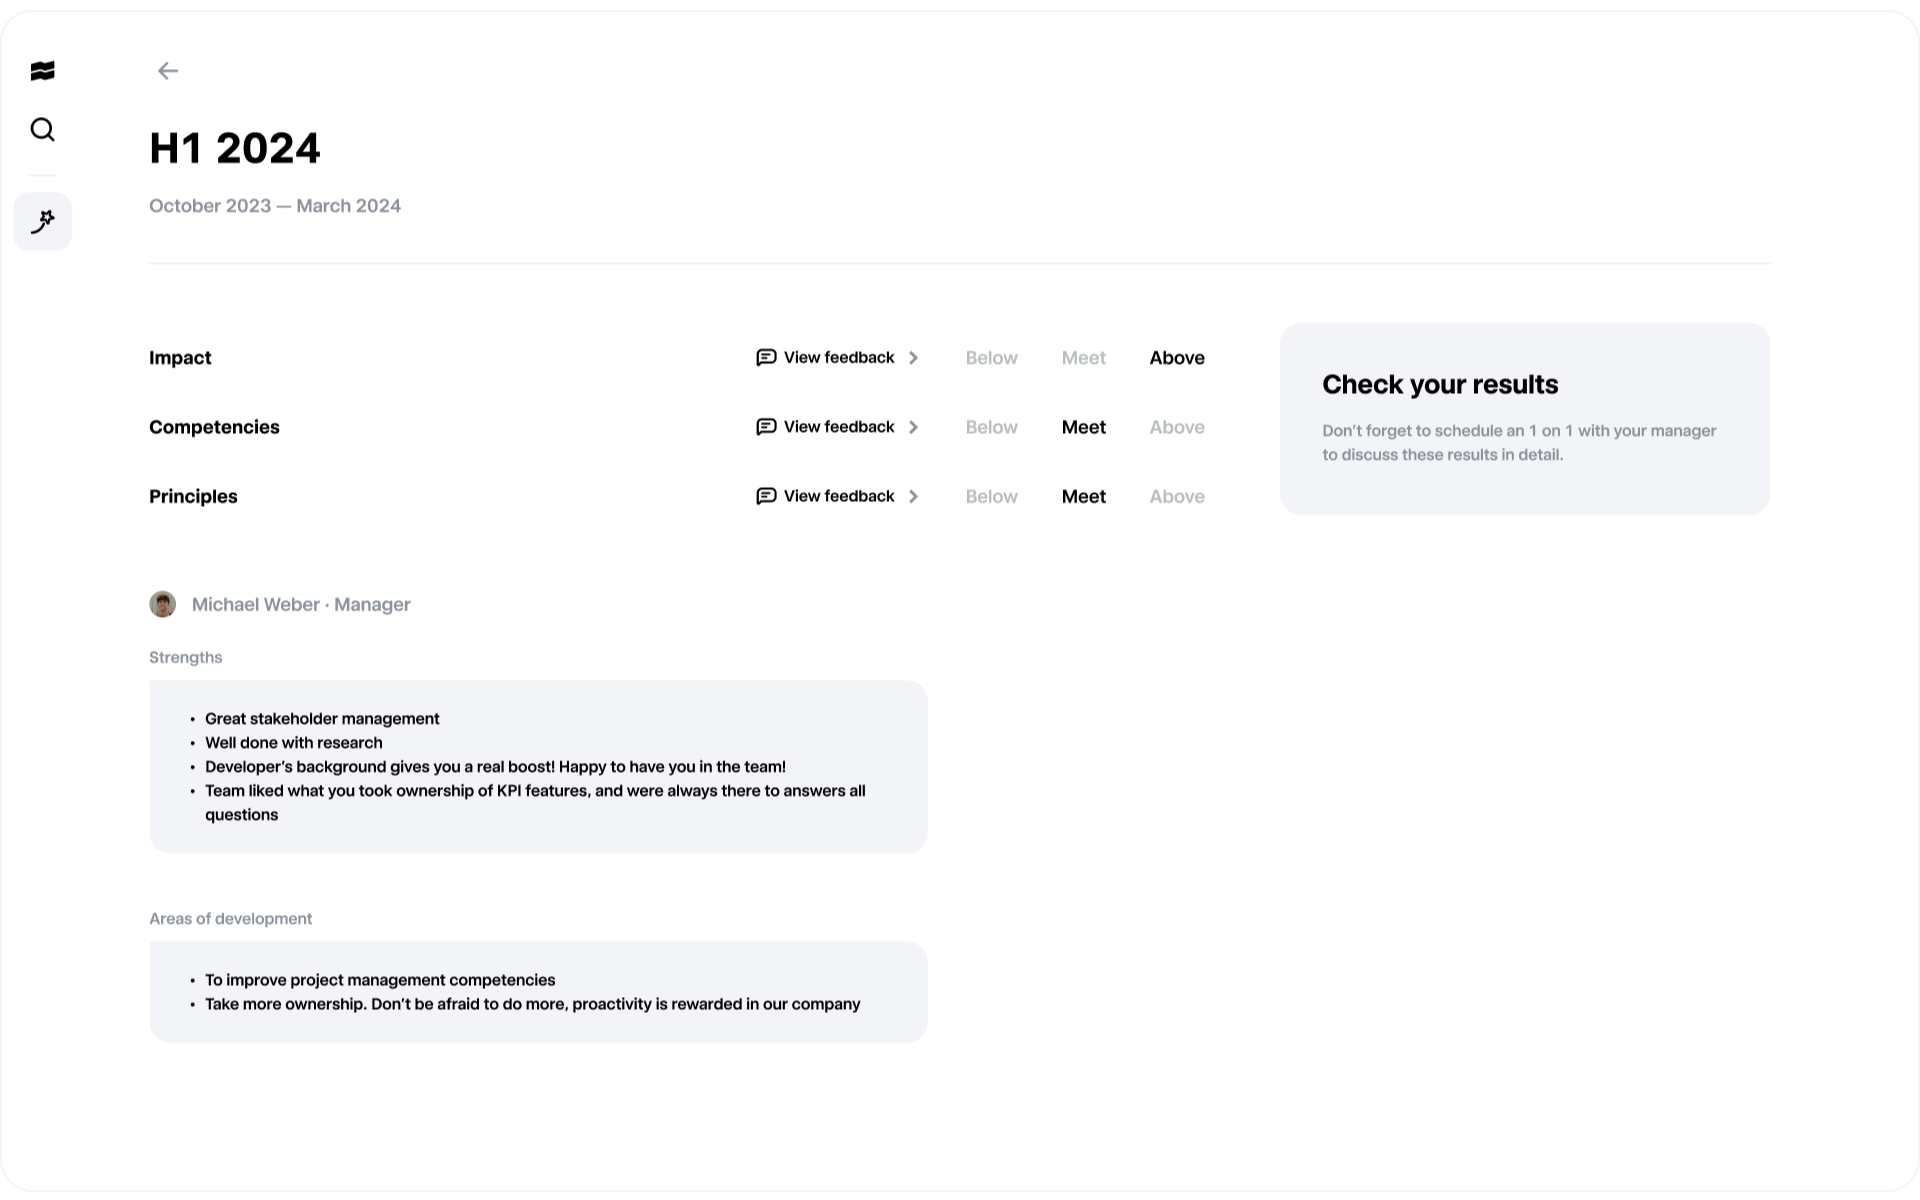 H1 2024
October 2023 — March 2024
Impact
View feedback
Below
Meet
Above
Competencies
View feedback
Below
Meet
Above
Principles
View feedback
Below
Meet
Above
Check your results
Don't forget to schedule an 1 on 1 with your manager
to discuss these results in detail.
Michael Weber · Manager
Strengths
• Great stakeholder management
• Well done with research
• Developer's background gives you a real boost! Happy to have you in the team!
• Team liked what you took ownership of KPI features, and were always there to answers all
questions
Areas of development
• To improve project management competencies
• Take more ownership. Don't be afraid to do more, proactivity is rewarded in our company